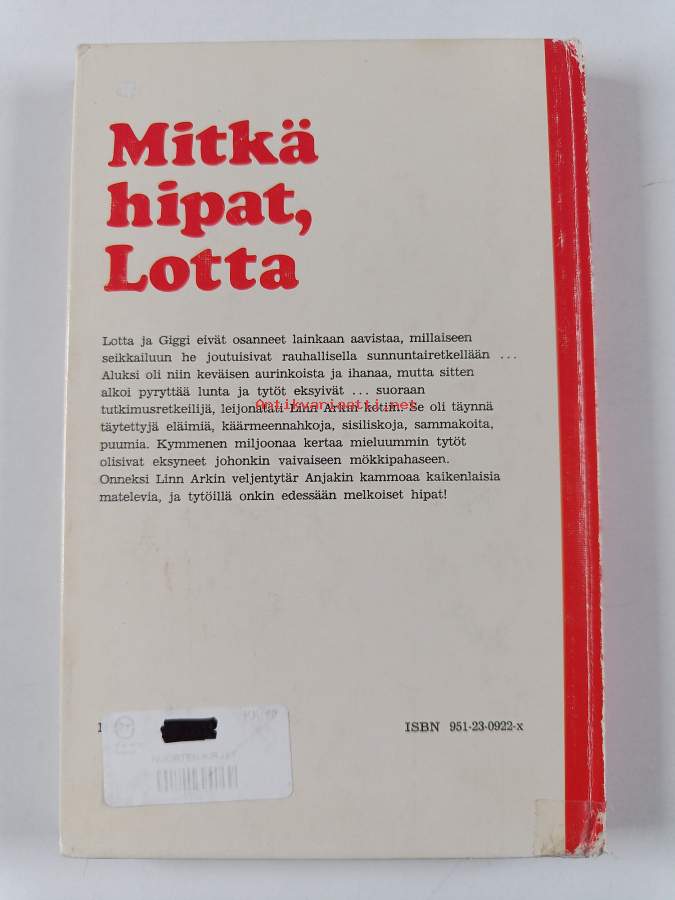 Mitkä
hipat,
Lotta
Lotta ja Giggi eivät osanneet lainkaan aavistaa, millaiseen
seikkailuun he joutuisivat rauhallisella sunnuntairetkellään ...
Aluksi oli niin keväisen aurinkoista ja ihanaa, mutta sitten
alkoi pyryttää lunta ja tytöt eksyivät ... suoraan
tutkimusretkeilijä, leijonatäti Linn Arkin kotiin. Se oli täynnä
Antikvariaatti.net
täytettyjä eläimiä, käärmeennahkoja, sisiliskoja, sammakoita,
puumia. Kymmenen miljoonaa kertaa mieluummin tytöt
olisivat eksyneet johonkin vaivaiseen mökkipahaseen.
Onneksi Linn Arkin veljentytär Anjakin kammoaa kaikenlaisia
matelevia, ja tytöillä onkin edessään melkoiset hipat!
ISBN 951-23-0922-x